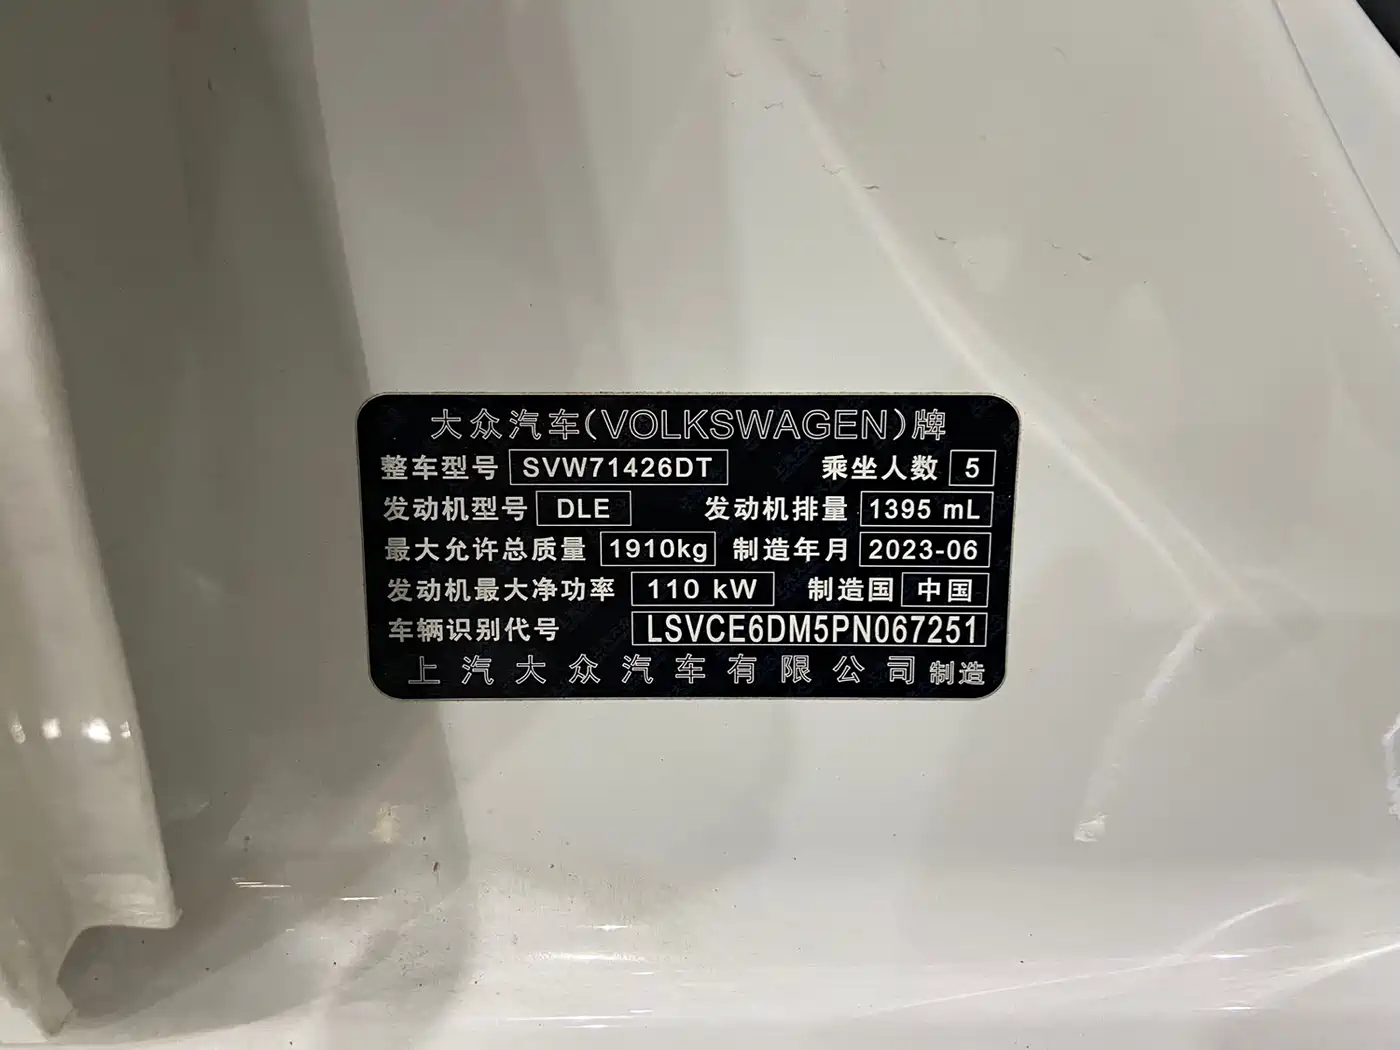 大众汽车(VOLKSWAGEN)牌
整车型号 SVW71426DT 乘坐人数 5
发动机型号 DLE 发动机排量 1395 mL
最大允许总质量 1910kg 制造年月 2023-06
发动机最大净功率 110 kW 制造国 中国
车辆识别代号 LSVCE6DM5PN067251
上汽大众汽车有限公司制造